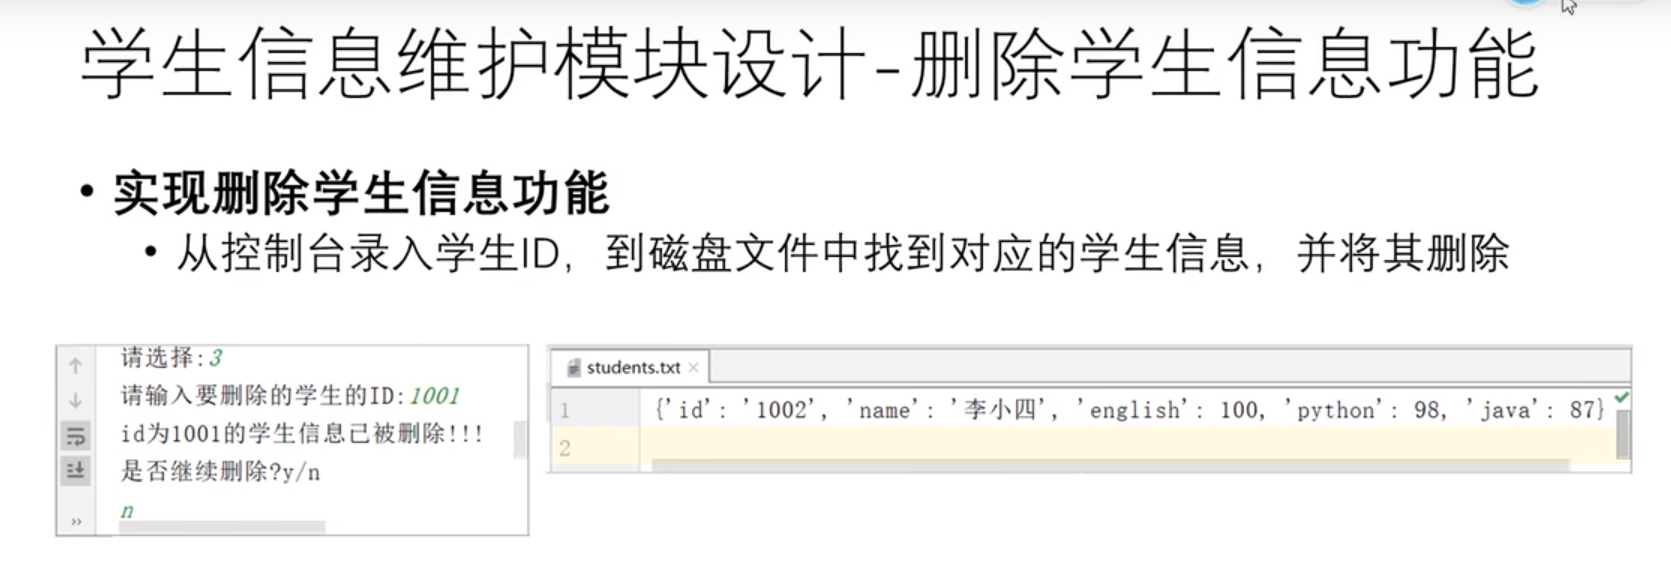 学生信息维护模块设计-删除学生信息功能
• 实现删除学生信息功能
• 从控制台录入学生ID，到磁盘文件中找到对应的学生信息，并将其删除
请选择:3
请输入要删除的学生的ID:1001
id为1001的学生信息已被删除!!!
是否继续删除?y/n
n
students.txt
1 {'id': '1002', 'name': '李小四', 'english': 100, 'python': 98, 'java': 87}
2